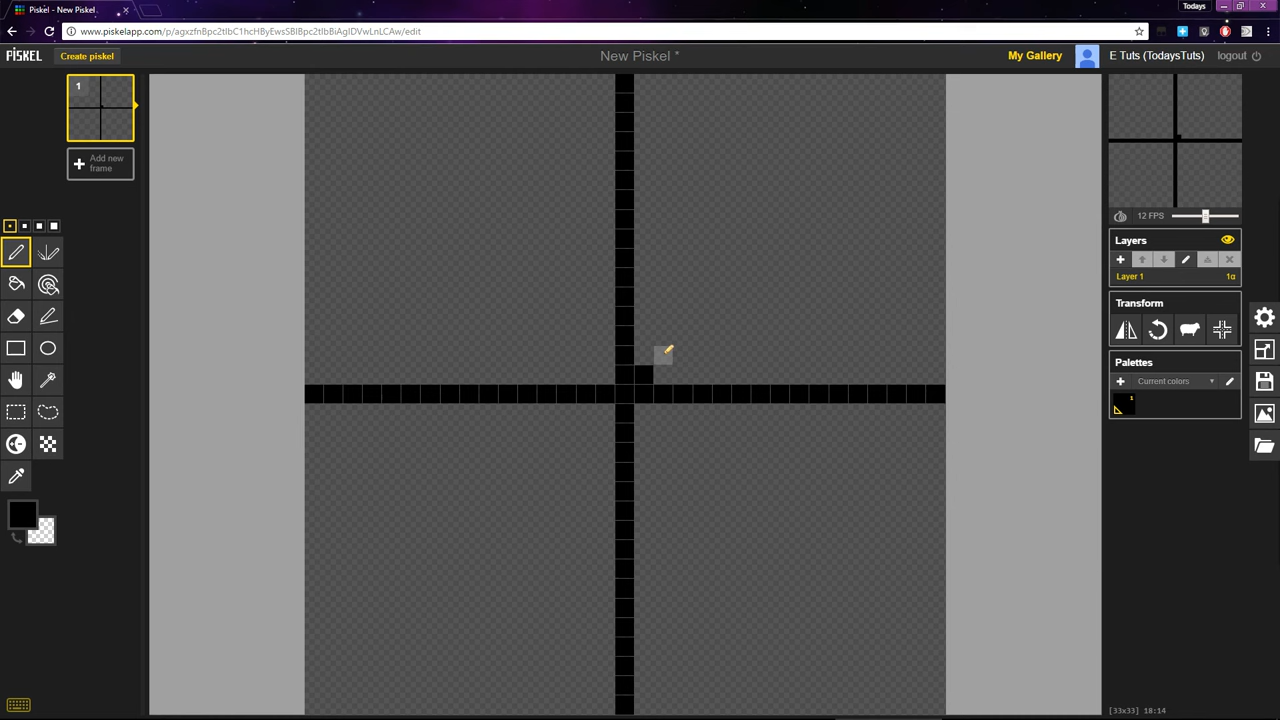 Piskel - New Piskel
Todays
www.piskelapp.com/p/agxzfnBpc2tlbC1hcHByEwsSBlBpc2tlbBiAgIDVwLnLCAw/edit
PISKEL
Create piskel
New Piskel *
My Gallery
E Tuts (TodaysTuts)
logout
1
Add new
frame
12 FPS
Layers
Layer 1
1α
Transform
Palettes
Current colors
1
[33x33] 18:14